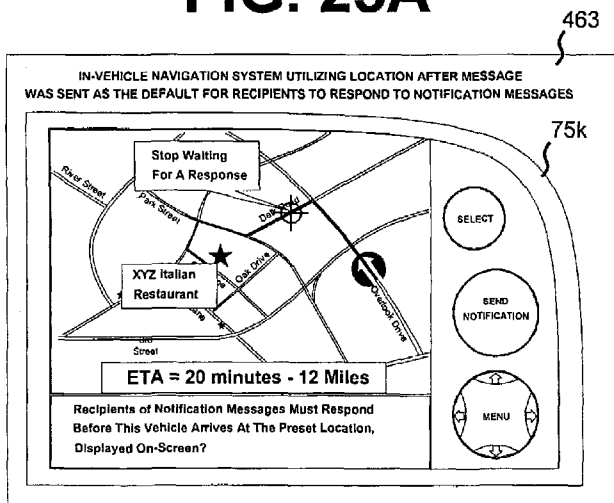 FIG. 23A
463
IN-VEHICLE NAVIGATION SYSTEM UTILIZING LOCATION AFTER MESSAGE
WAS SENT AS THE DEFAULT FOR RECIPIENTS TO RESPOND TO NOTIFICATION MESSAGES
75k
Stop Waiting
For A Response
River Street
Park Street
SELECT
XYZ Italian
Restaurant
Oak Drive
Overlook Drive
SEND
NOTIFICATION
Street
ETA = 20 minutes - 12 Miles
MENU
Recipients of Notification Messages Must Respond
Before This Vehicle Arrives At The Preset Location,
Displayed On-Screen?